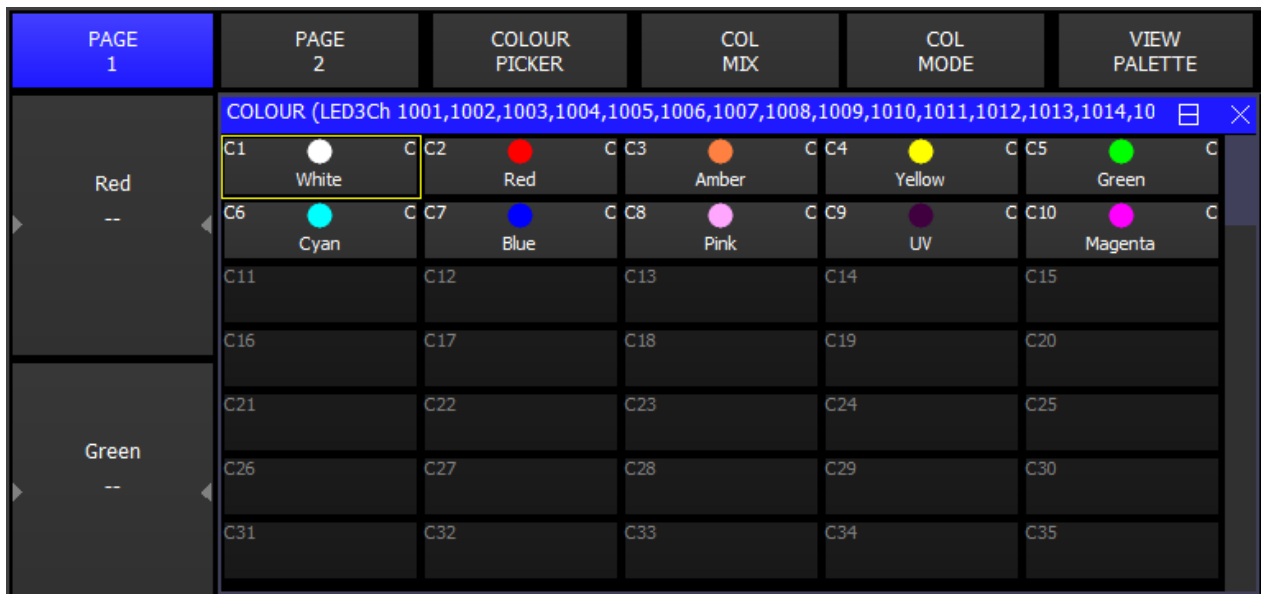 PAGE
1
PAGE
2
COLOUR
PICKER
COL
MIX
COL
MODE
VIEW
PALETTE
Red
--
Green
--
COLOUR (LED3Ch 1001,1002,1003,1004,1005,1006,1007,1008,1009,1010,1011,1012,1013,1014,10
C1 C
White
C2 C
Red
C3 C
Amber
C4 C
Yellow
C5 C
Green
C6 C
Cyan
C7 C
Blue
C8 C
Pink
C9 C
UV
C10 C
Magenta
C11
C12
C13
C14
C15
C16
C17
C18
C19
C20
C21
C22
C23
C24
C25
C26
C27
C28
C29
C30
C31
C32
C33
C34
C35